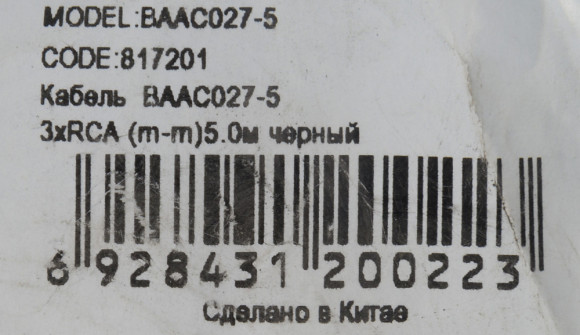 MODEL:BAAC027-5
CODE:817201
Кабель BAAC027-5
3xRCA (m-m)5.0м черный
6 928431 200223
Сделано в Китае